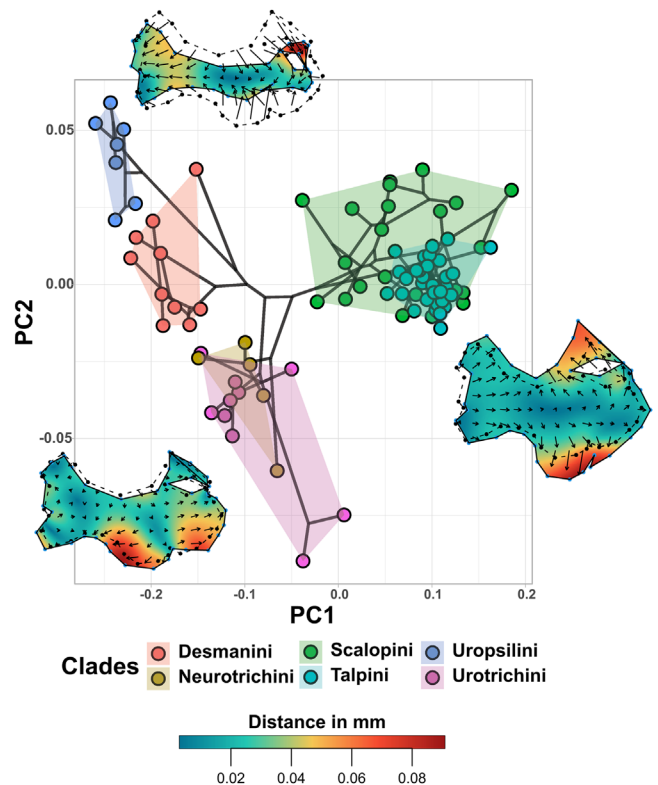 0.05
0.00
-0.05
PC2
-0.2 -0.1 0.0 0.1 0.2
PC1
Clades
Desmanini Scalopini Uropsilini
Neurotrichini Talpini Urotrichini
Distance in mm
0.02 0.04 0.06 0.08